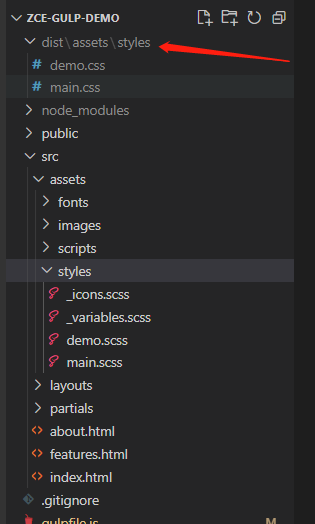 ZCE-GULP-DEMO
dist\assets\styles
demo.css
main.css
node_modules
public
src
assets
fonts
images
scripts
styles
_icons.scss
_variables.scss
demo.scss
main.scss
layouts
partials
about.html
features.html
index.html
.gitignore
gulpfile.js M